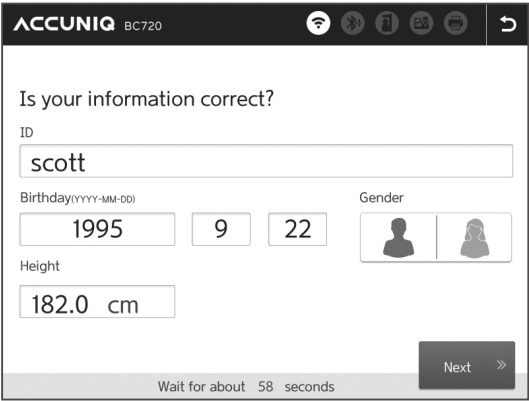 ACCUNIQ BC720
Is your information correct?
ID
scott
Birthday(YYYY-MM-DD) Gender
1995 9 22
Height
182.0 cm
Next »
Wait for about 58 seconds